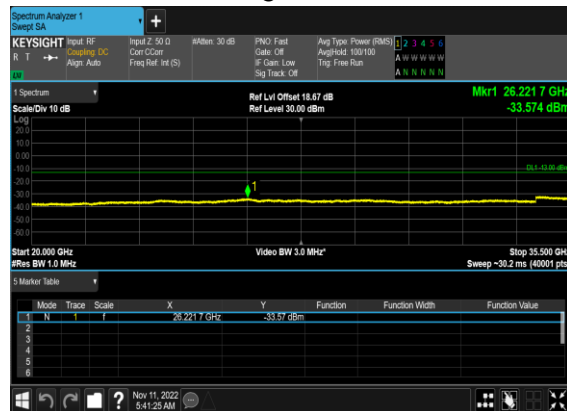 Spectrum Analyzer 1
Swept SA
KEYSIGHT Input: RF Input Z: 50 Ω #Atten: 30 dB PNO: Fast Avg Type: Power (RMS) 1 2 3 4 5 6
R T Coupling: DC Corr CCorr Gate: Off Avg|Hold: 100/100 A W W W W W
Align: Auto Freq Ref: Int (S) IF Gain: Low Trig: Free Run
Sig Track: Off A N N N N N
1 Spectrum Ref Lvl Offset 18.67 dB Mkr1 26.221 7 GHz
Scale/Div 10 dB Ref Level 30.00 dBm -33.574 dBm
Log
20.0
10.0
0.00
-10.0
DL1 -13.00 dBm
-20.0
1
-30.0
-40.0
-50.0
-60.0
Start 20.000 GHz Video BW 3.0 MHz* Stop 35.500 GHz
#Res BW 1.0 MHz Sweep ~30.2 ms (40001 pts
5 Marker Table
Mode Trace Scale X Y Function Function Width Function Value
1 N 1 f 26.221 7 GHz -33.57 dBm
2
3
4
5
6
? Nov 11, 2022
5:41:25 AM